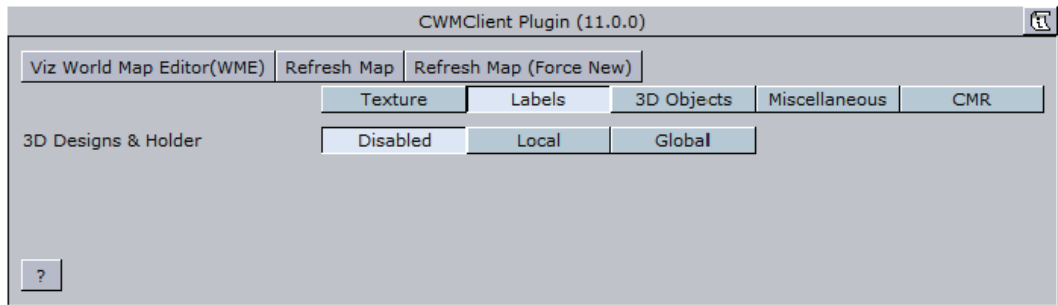 CWMClient Plugin (11.0.0)
Viz World Map Editor(WME) Refresh Map Refresh Map (Force New)
Texture Labels 3D Objects Miscellaneous CMR
3D Designs & Holder Disabled Local Global
?